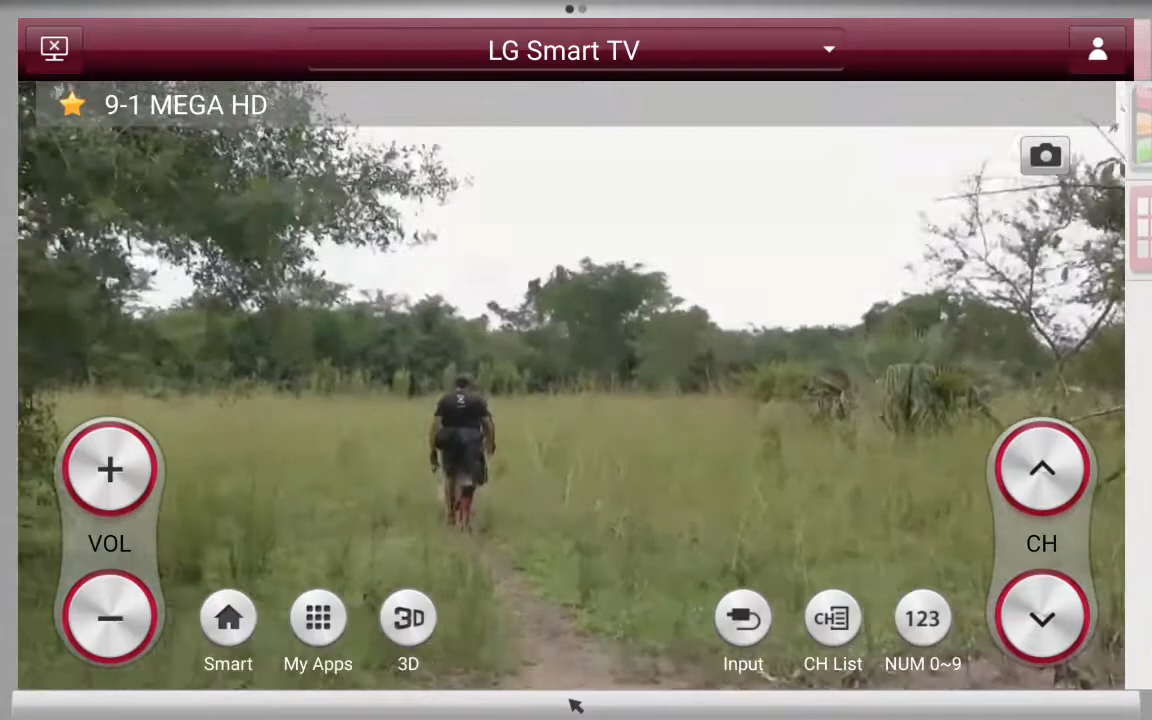 LG Smart TV
9-1 MEGA HD
VOL
CH
3D
CH
123
Smart
My Apps
3D
Input
CH List
NUM 0~9